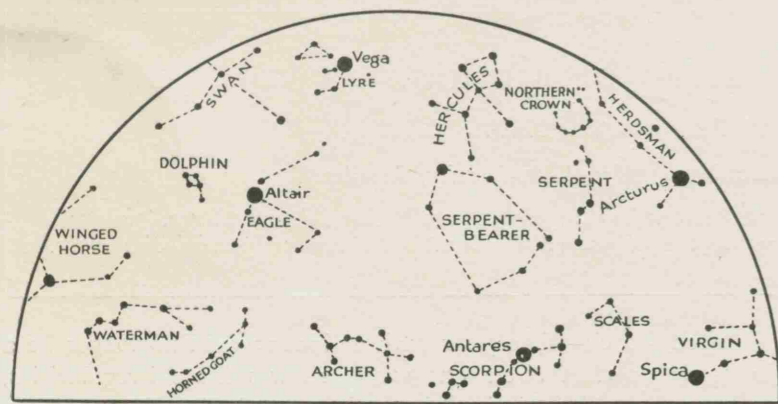 Vega
LYRE
SWAN
HERCULES
NORTHERN
CROWN
HERDSMAN
DOLPHIN
Altair
EAGLE
SERPENT
Arcturus
WINGED
HORSE
SERPENT-
BEARER
WATERMAN
HORNED GOAT
ARCHER
Antares
SCORPION
SCALES
VIRGIN
Spica